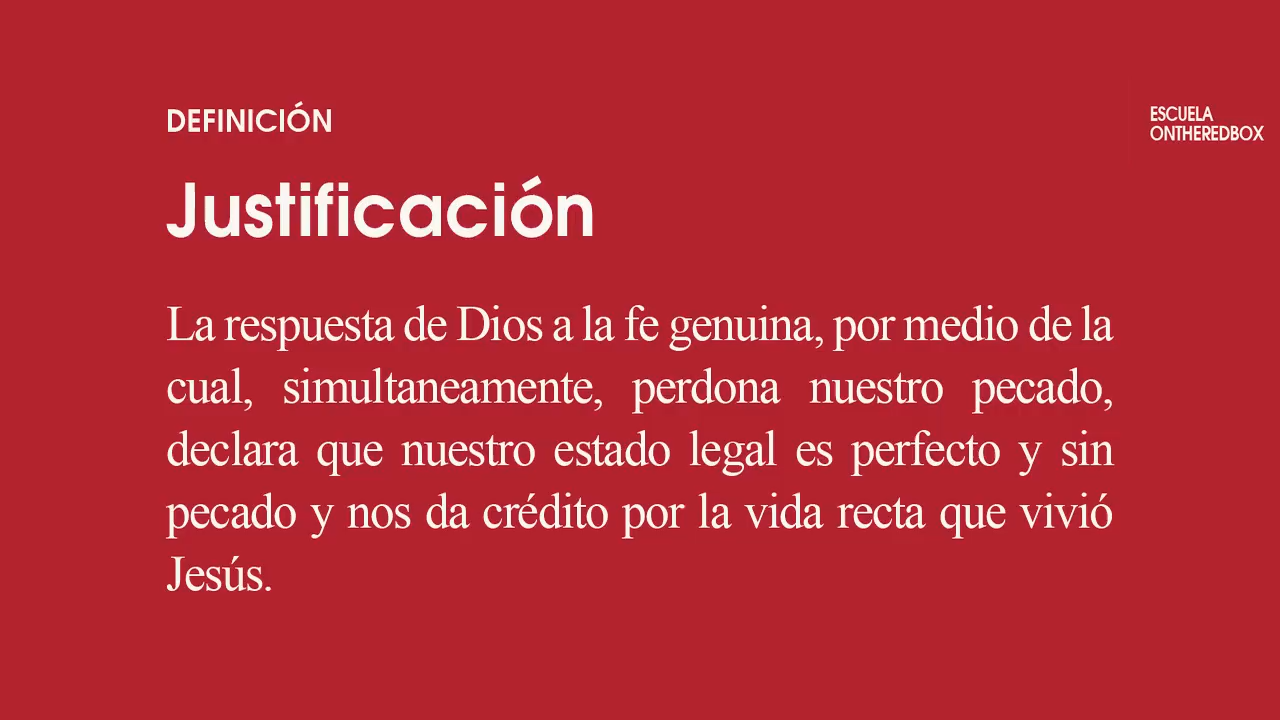 DEFINICIÓN
ESCUELA
ONTHEREDBOX
Justificación
La respuesta de Dios a la fe genuina, por medio de la
cual, simultaneamente, perdona nuestro pecado,
declara que nuestro estado legal es perfecto y sin
pecado y nos da crédito por la vida recta que vivió
Jesús.